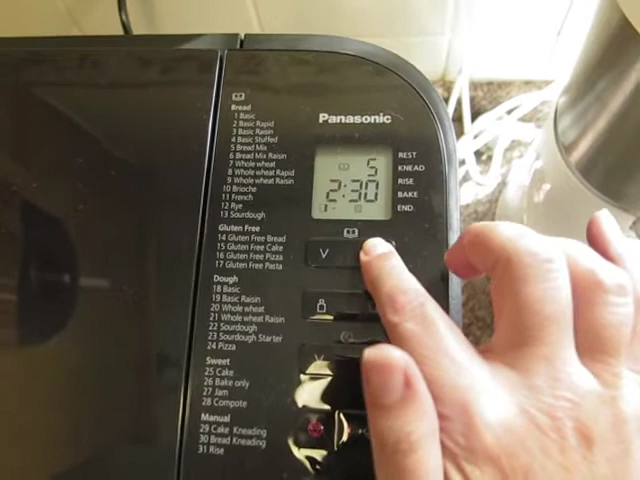 Bread
1 Basic
2 Basic Rapid
3 Basic Raisin
4 Basic Stuffed
5 Bread Mix
6 Bread Mix Raisin
7 Whole wheat
8 Whole wheat Rapid
9 Whole wheat Raisin
10 Brioche
11 French
12 Rye
13 Sourdough
Gluten Free
14 Gluten Free Bread
15 Gluten Free Cake
16 Gluten Free Pizza
17 Gluten Free Pasta
Dough
18 Basic
19 Basic Raisin
20 Whole wheat
21 Whole wheat Raisin
22 Sourdough
23 Sourdough Starter
24 Pizza
Sweet
25 Cake
26 Bake only
27 Jam
28 Compote
Manual
29 Cake Kneading
30 Bread Kneading
31 Rise
Panasonic
5
2:30
REST
KNEAD
RISE
BAKE
END